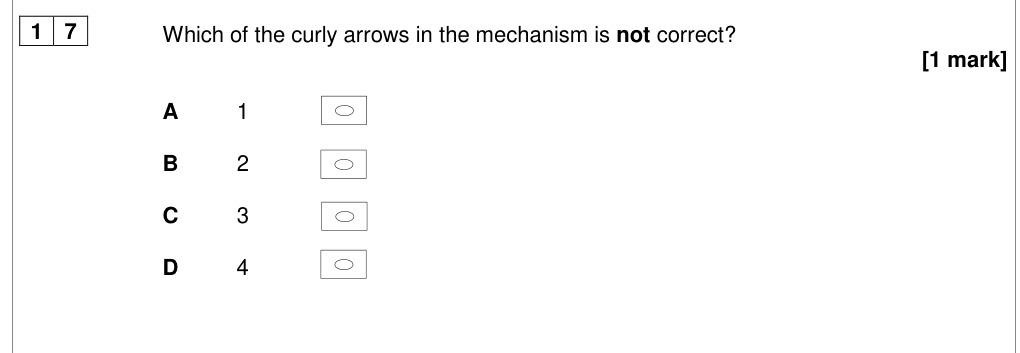 1 7 Which of the curly arrows in the mechanism is not correct?
[1 mark]
A 1
B 2
C 3
D 4